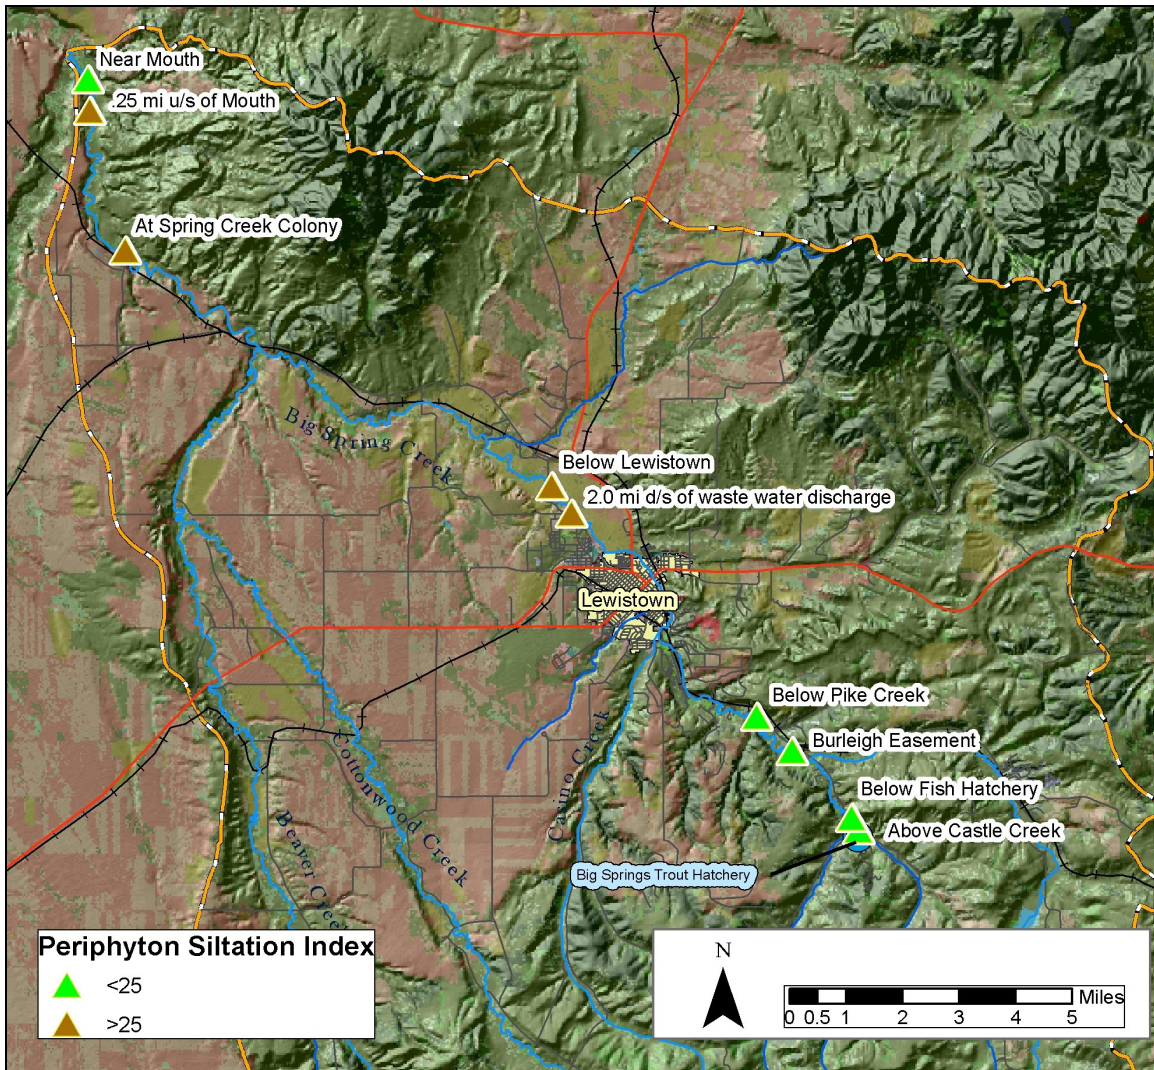 Near Mouth
.25 mi u/s of Mouth
At Spring Creek Colony
Big Spring Creek
Below Lewistown
2.0 mi d/s of waste water discharge
Lewistown
Below Pike Creek
Burleigh Easement
Below Fish Hatchery
Above Castle Creek
Big Springs Trout Hatchery
Casino Creek
Cottonwood Creek
Beaver Creek
Periphyton Siltation Index
<25
>25
N
Miles
0 0.5 1 2 3 4 5